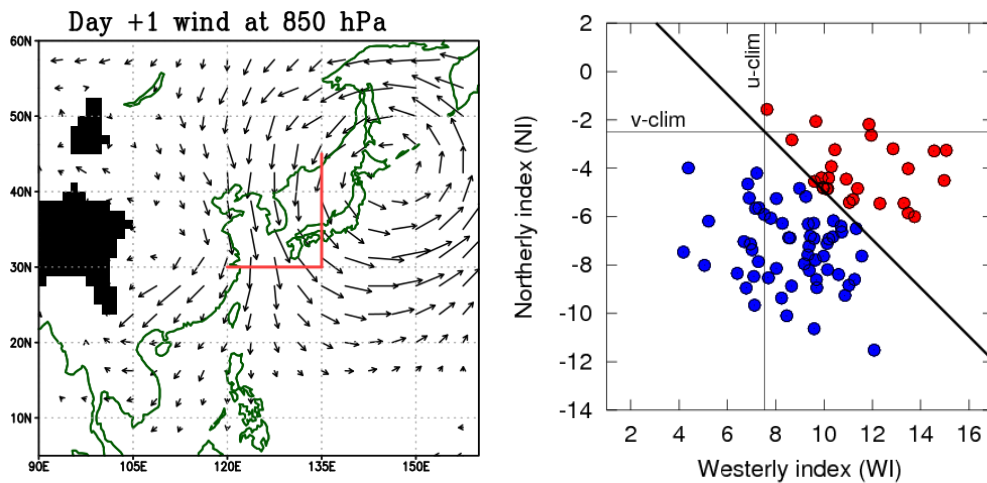 Day +1 wind at 850 hPa
60N
50N
40N
30N
20N
10N
90E 105E 120E 135E 150E
2
0
-2
-4
-6
-8
-10
-12
-14
2 4 6 8 10 12 14 16
Northerly index (NI)
Westerly index (WI)
u-clim
v-clim